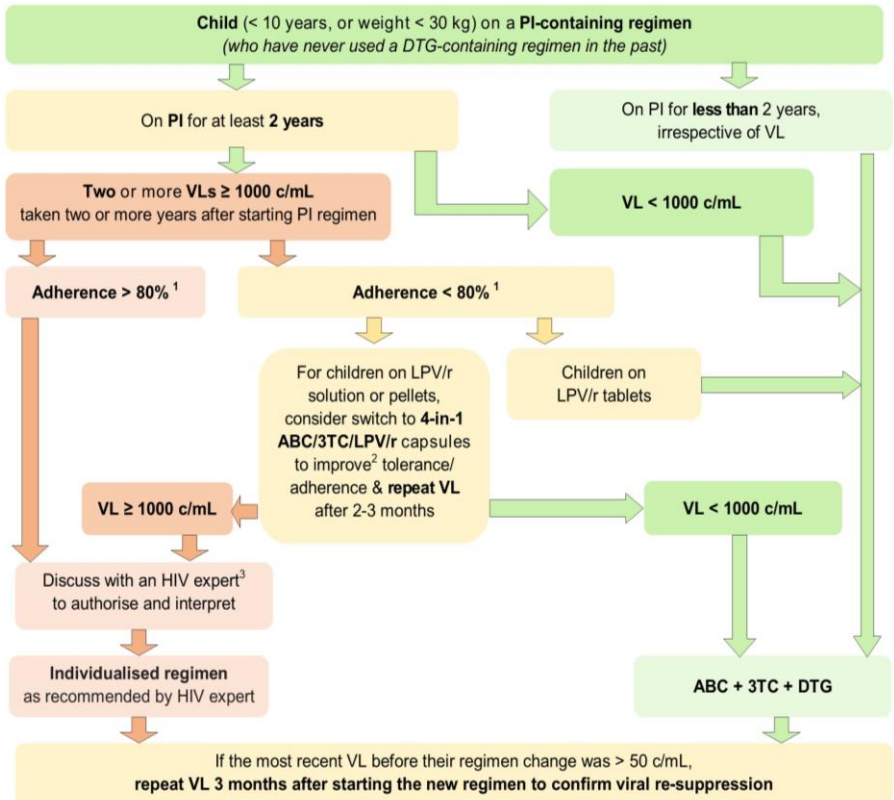 Child (< 10 years, or weight < 30 kg) on a PI-containing regimen
(who have never used a DTG-containing regimen in the past)
On PI for at least 2 years
On PI for less than 2 years,
irrespective of VL
Two or more VLs ≥ 1000 c/mL
taken two or more years after starting PI regimen
VL < 1000 c/mL
Adherence > 80% 1
Adherence < 80% 1
For children on LPV/r
solution or pellets,
consider switch to 4-in-1
ABC/3TC/LPV/r capsules
to improve2 tolerance/
adherence & repeat VL
after 2-3 months
Children on
LPV/r tablets
VL ≥ 1000 c/mL
VL < 1000 c/mL
Discuss with an HIV expert3
to authorise and interpret
Individualised regimen
as recommended by HIV expert
ABC + 3TC + DTG
If the most recent VL before their regimen change was > 50 c/mL,
repeat VL 3 months after starting the new regimen to confirm viral re-suppression